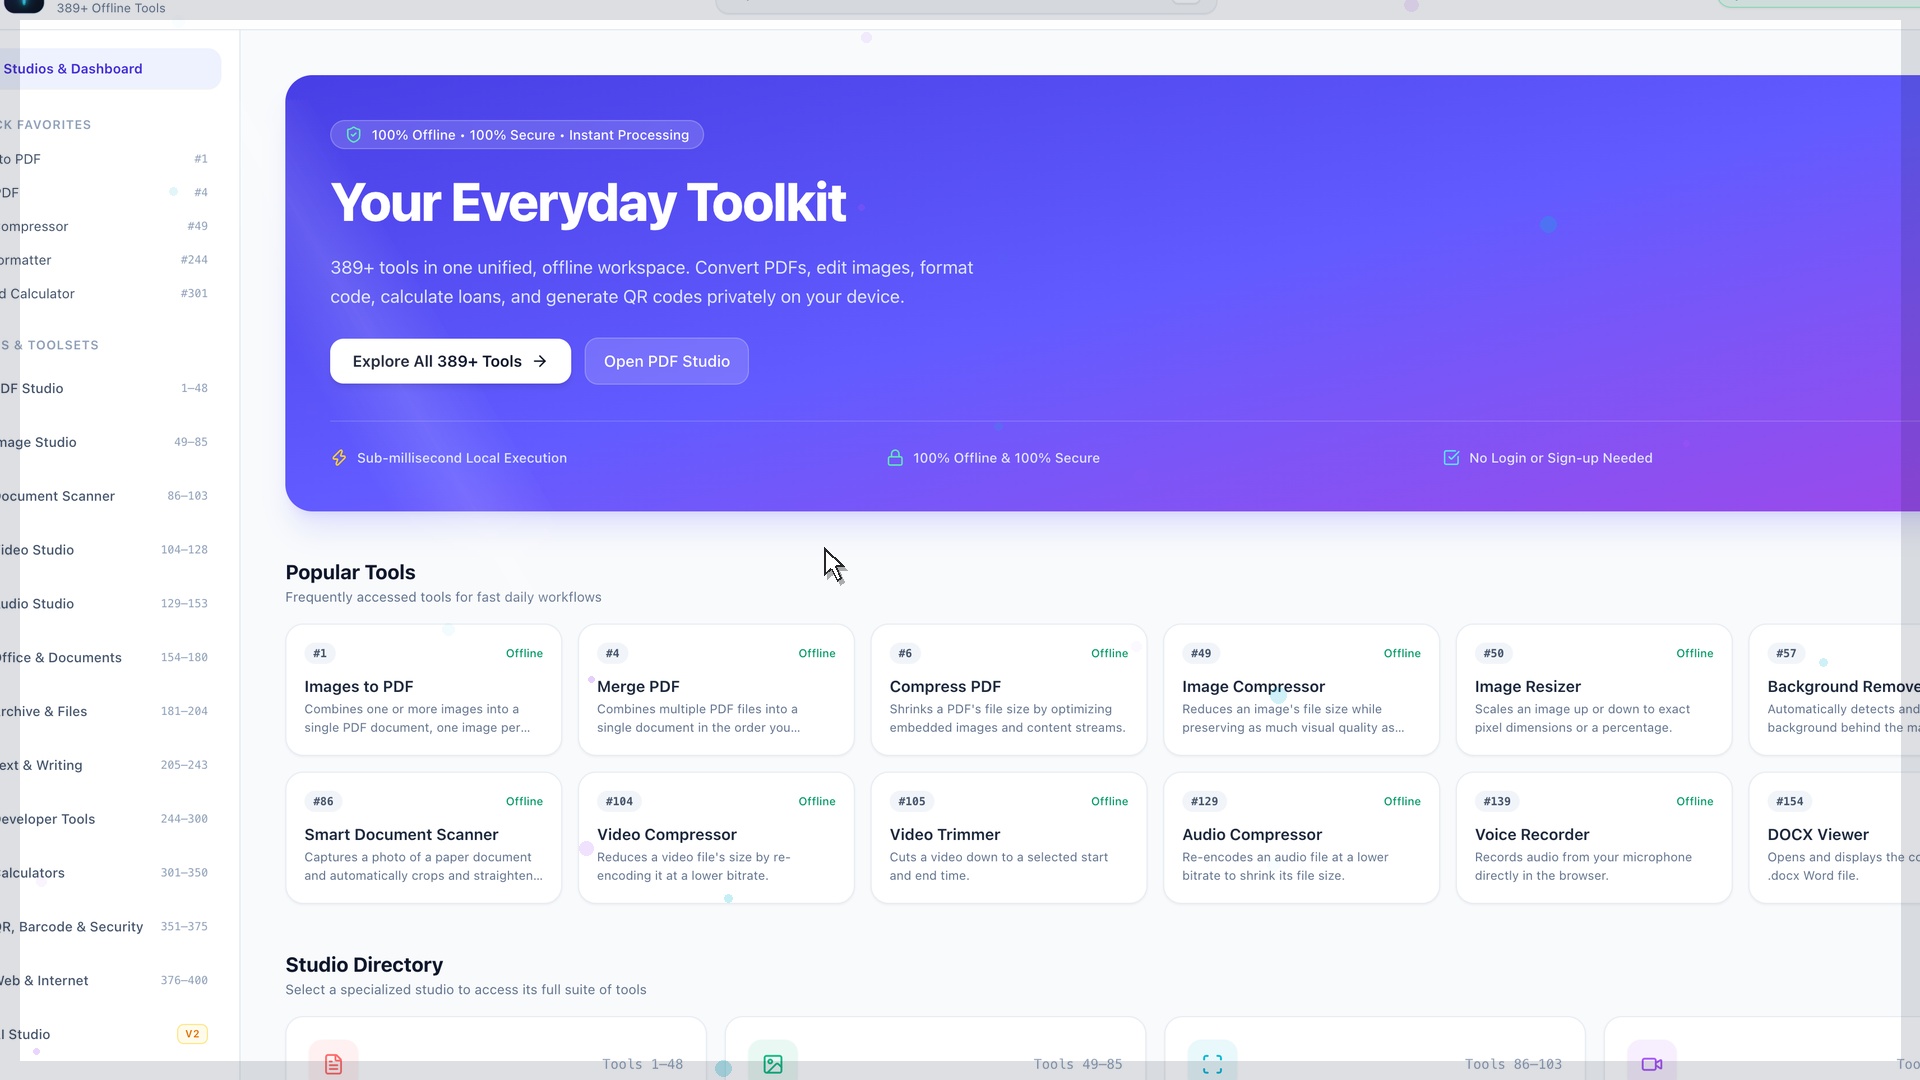 389+ Offline Tools
Studios & Dashboard
CK FAVORITES
to PDF #1
PDF #4
ompressor #49
ormatter #244
d Calculator #301
S & TOOLSETS
DF Studio 1–48
mage Studio 49–85
ocument Scanner 86–103
ideo Studio 104–128
udio Studio 129–153
ffice & Documents 154–180
rchive & Files 181–204
ext & Writing 205–243
eveloper Tools 244–300
alculators 301–350
QR, Barcode & Security 351–375
Web & Internet 376–400
I Studio V2
100% Offline • 100% Secure • Instant Processing
Your Everyday Toolkit
389+ tools in one unified, offline workspace. Convert PDFs, edit images, format
code, calculate loans, and generate QR codes privately on your device.
Explore All 389+ Tools →
Open PDF Studio
Sub-millisecond Local Execution
100% Offline & 100% Secure
No Login or Sign-up Needed
Popular Tools
Frequently accessed tools for fast daily workflows
#1 Offline
Images to PDF
Combines one or more images into a
single PDF document, one image per...
#4 Offline
Merge PDF
Combines multiple PDF files into a
single document in the order you...
#6 Offline
Compress PDF
Shrinks a PDF's file size by optimizing
embedded images and content streams.
#49 Offline
Image Compressor
Reduces an image's file size while
preserving as much visual quality as...
#50 Offline
Image Resizer
Scales an image up or down to exact
pixel dimensions or a percentage.
#57
Background Remove
Automatically detects and
background behind the ma
#86 Offline
Smart Document Scanner
Captures a photo of a paper document
and automatically crops and straighten...
#104 Offline
Video Compressor
Reduces a video file's size by re-
encoding it at a lower bitrate.
#105 Offline
Video Trimmer
Cuts a video down to a selected start
and end time.
#129 Offline
Audio Compressor
Re-encodes an audio file at a lower
bitrate to shrink its file size.
#139 Offline
Voice Recorder
Records audio from your microphone
directly in the browser.
#154
DOCX Viewer
Opens and displays the co
.docx Word file.
Studio Directory
Select a specialized studio to access its full suite of tools
Tools 1–48
Tools 49–85
Tools 86–103
Too